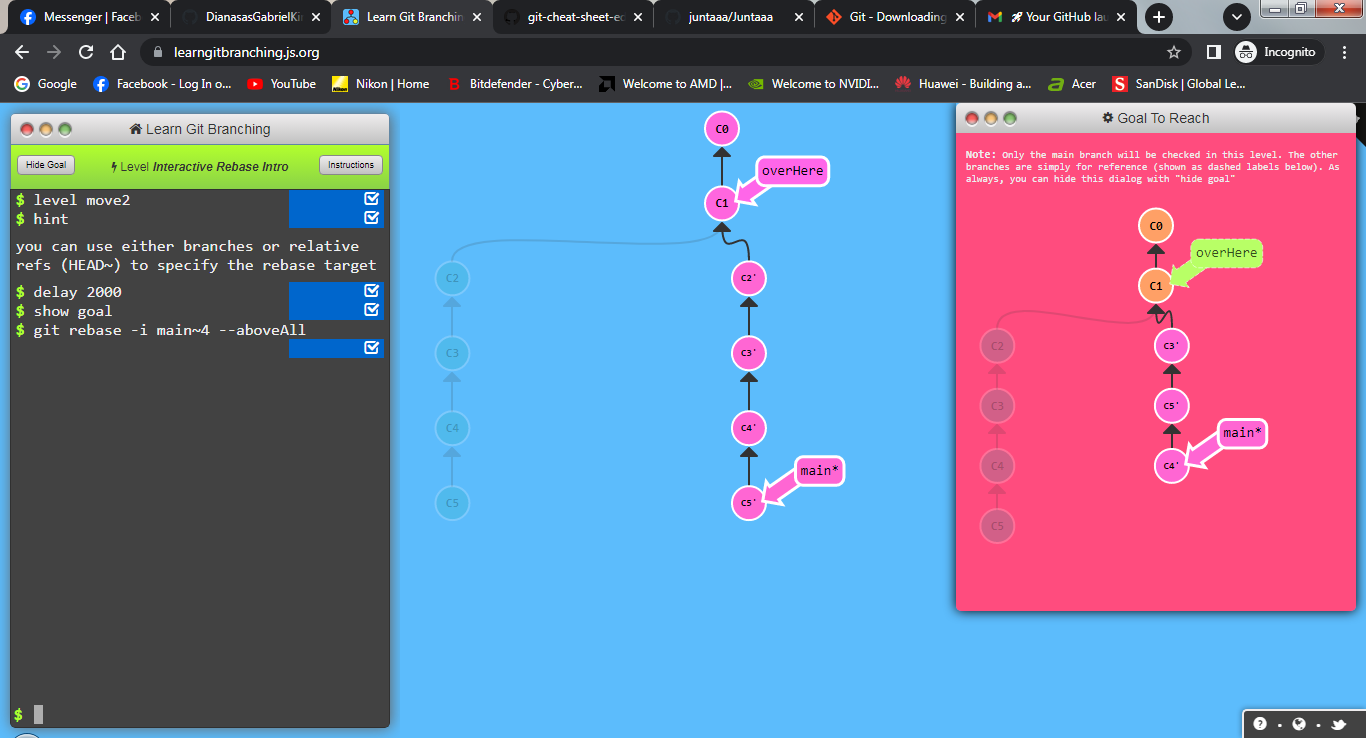 Messenger | Faceb
DianasasGabrielKi
Learn Git Branchin
git-cheat-sheet-ed
juntaaa/Juntaaa
Git - Downloading
Your GitHub lau
learngitbranching.js.org
Incognito
Google
Facebook - Log In o...
YouTube
Nikon | Home
Bitdefender - Cyber...
Welcome to AMD |...
Welcome to NVIDI...
Huawei - Building a...
Acer
SanDisk | Global Le...
Learn Git Branching
Hide Goal
Level Interactive Rebase Intro
Instructions
$ level move2
$ hint
you can use either branches or relative
refs (HEAD~) to specify the rebase target
$ delay 2000
$ show goal
$ git rebase -i main~4 --aboveAll
$
C0
overHere
C1
C2
C2'
C3
C3'
C4
C4'
main*
C5
C5'
Goal To Reach
Note: Only the main branch will be checked in this level. The other
branches are simply for reference (shown as dashed labels below). As
always, you can hide this dialog with "hide goal"
C0
overHere
C1
C2
C3'
C3
C5'
main*
C4
C4'
C5